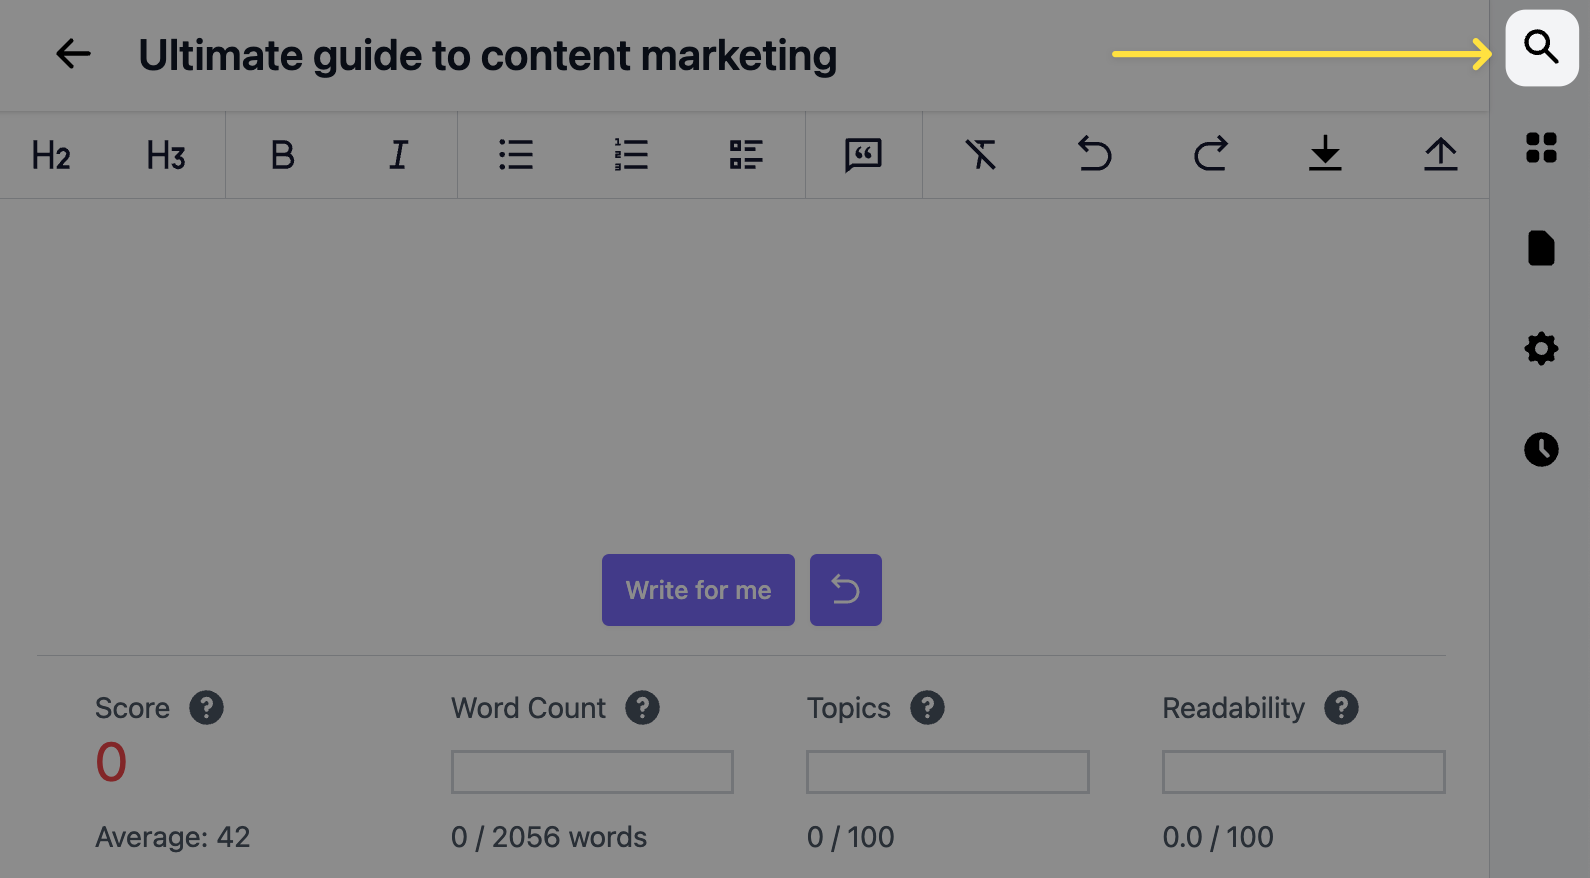 Ultimate guide to content marketing
H2 H3 B I
Write for me
Score ? Word Count ? Topics ? Readability ?
0
Average: 42 0 / 2056 words 0 / 100 0.0 / 100